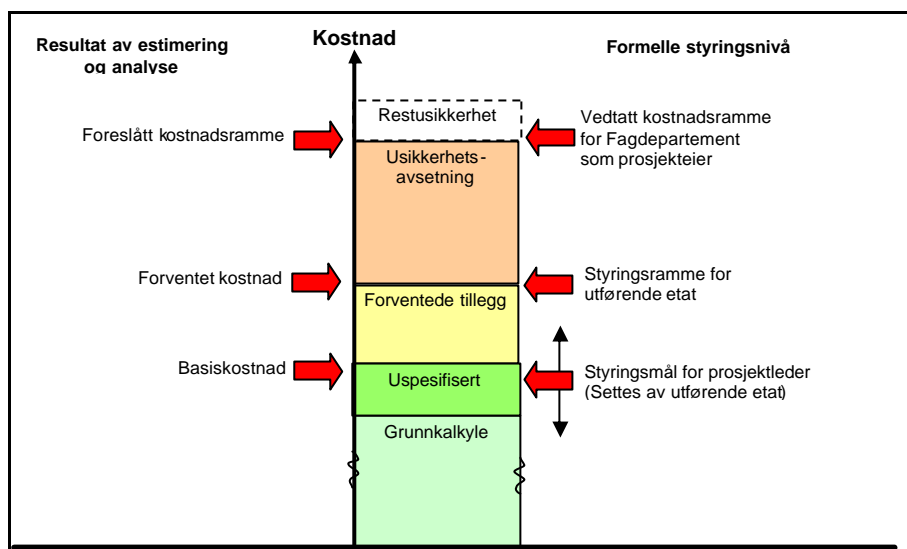 Resultat av estimering
og analyse
Kostnad
Formelle styringsnivå
Restusikkerhet
Foreslått kostnadsramme
Vedtatt kostnadsramme
for Fagdepartement
som prosjekteier
Usikkerhets-
avsetning
Forventet kostnad
Styringsramme for
utførende etat
Forventede tillegg
Basiskostnad
Uspesifisert
Styringsmål for prosjektleder
(Settes av utførende etat)
Grunnkalkyle